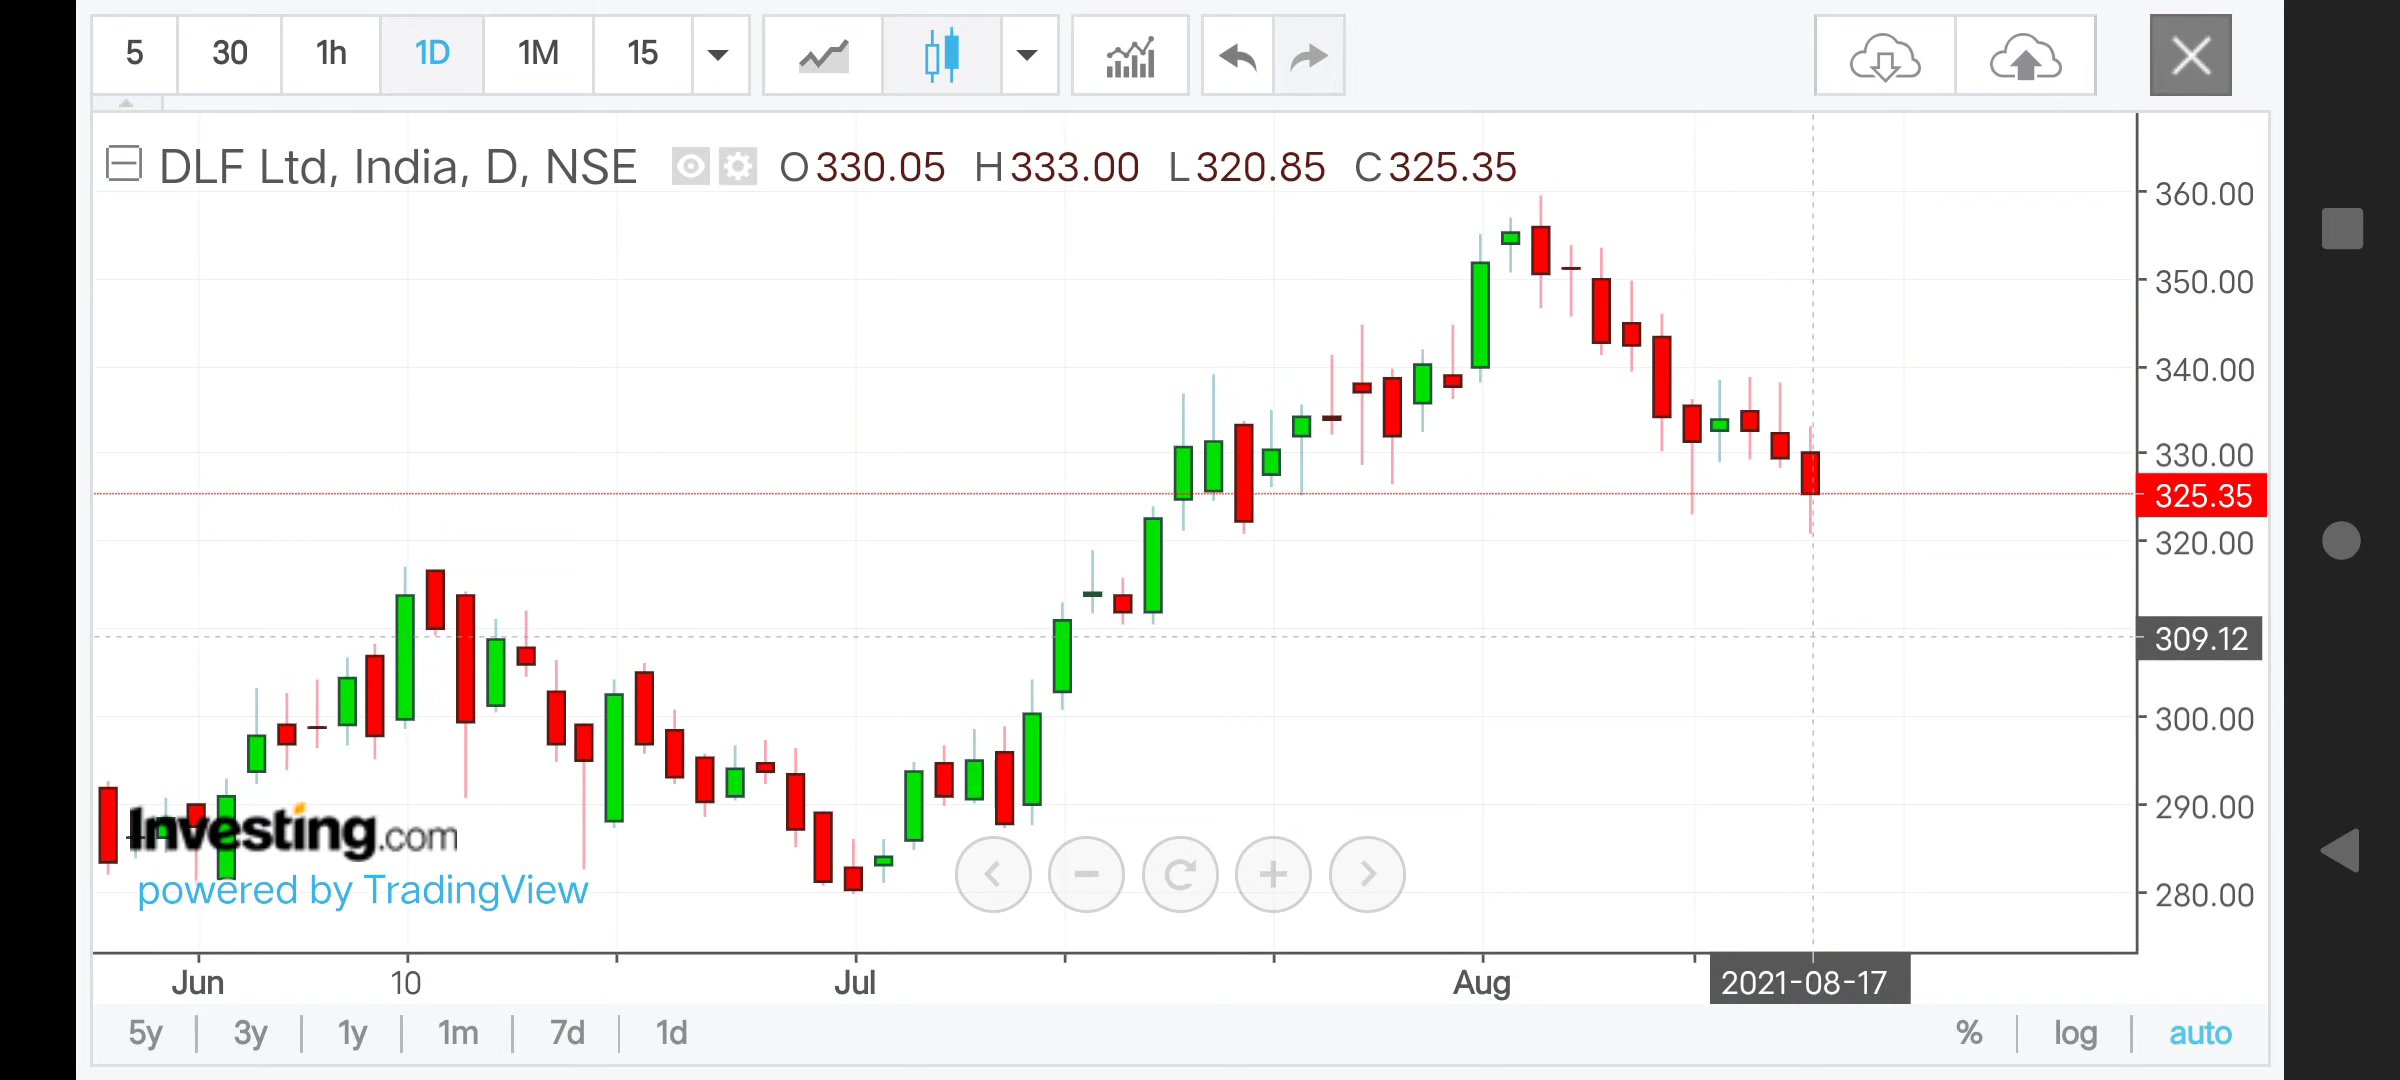 5 30 1h 1D 1M 15
DLF Ltd, India, D, NSE O330.05 H333.00 L320.85 C325.35
360.00
350.00
340.00
330.00
325.35
320.00
309.12
300.00
290.00
280.00
Investing.com
powered by TradingView
Jun 10 Jul Aug 2021-08-17
5y 3y 1y 1m 7d 1d % log auto